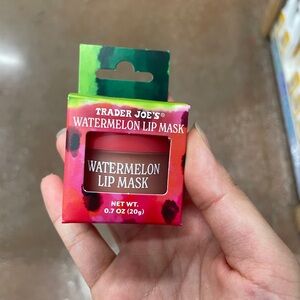 TRADER JOE'S®
WATERMELON LIP MASK
WATERMELON
LIP MASK
NET WT.
0.7 OZ (20g)